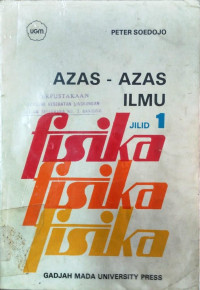 UGM
PETER SOEDOJO
AZAS - AZAS
ILMU
JILID 1
fisika
fisika
fisika
GADJAH MADA UNIVERSITY PRESS